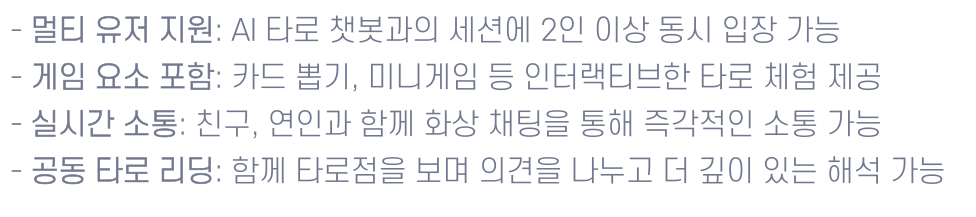 - 멀티 유저 지원: AI 타로 챗봇과의 세션에 2인 이상 동시 입장 가능
- 게임 요소 포함: 카드 뽑기, 미니게임 등 인터랙티브한 타로 체험 제공
- 실시간 소통: 친구, 연인과 함께 화상 채팅을 통해 즉각적인 소통 가능
- 공동 타로 리딩: 함께 타로점을 보며 의견을 나누고 더 깊이 있는 해석 가능